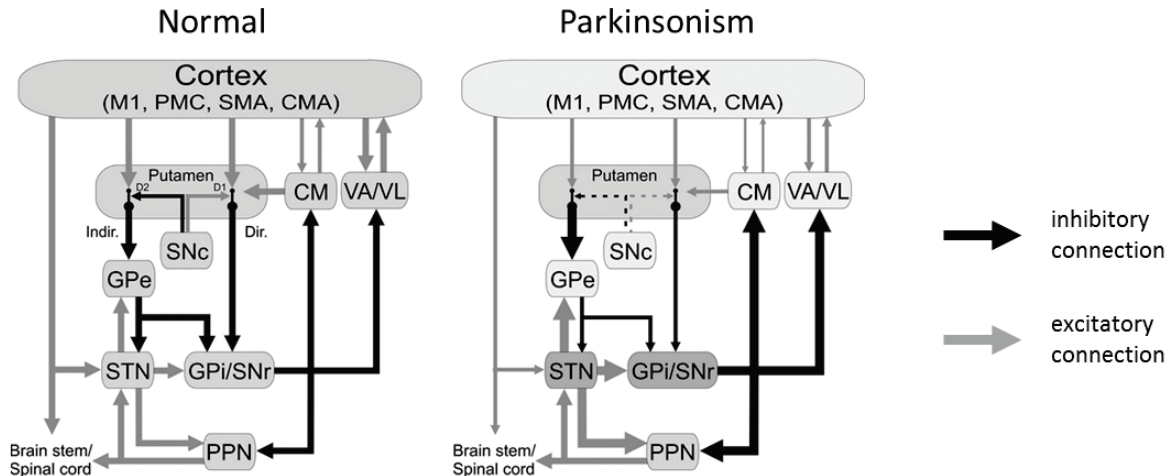 Normal
Parkinsonism
Cortex
(M1, PMC, SMA, CMA)
Putamen
D2
D1
CM
VA/VL
Indir.
Dir.
SNc
GPe
STN
GPi/SNr
Brain stem/
Spinal cord
PPN
Cortex
(M1, PMC, SMA, CMA)
Putamen
CM
VA/VL
SNc
GPe
STN
GPi/SNr
Brain stem/
Spinal cord
PPN
inhibitory
connection
excitatory
connection